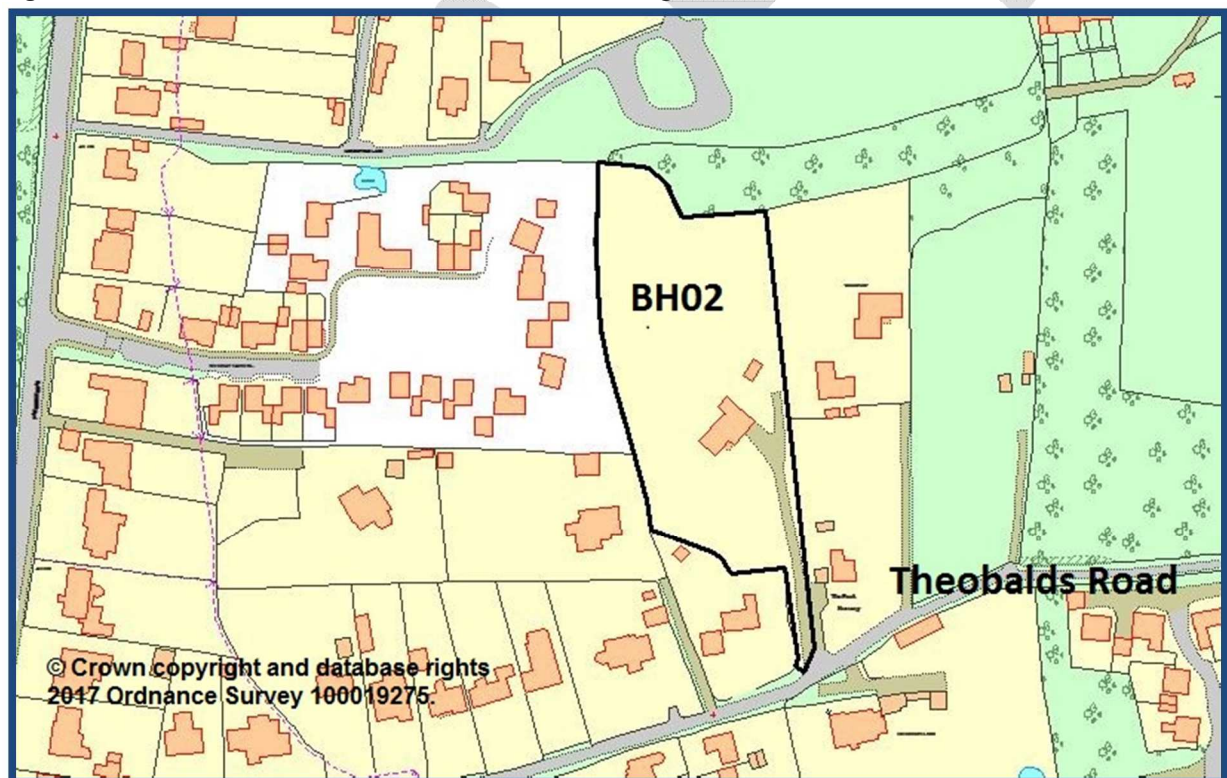 BH02
Theobalds Road
© Crown copyright and database rights
2017 Ordnance Survey 100019275.